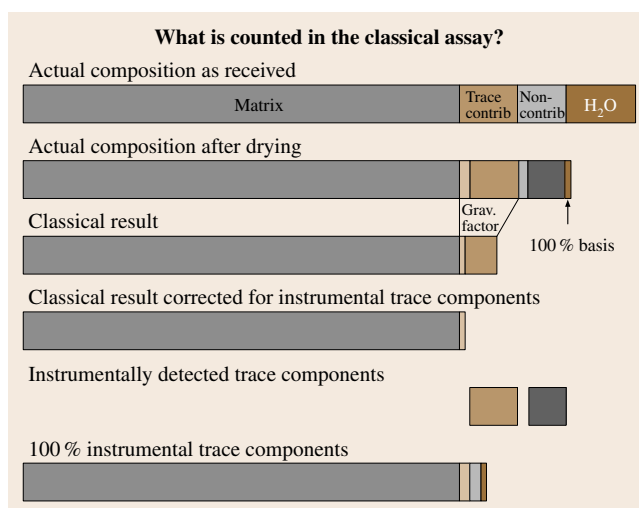 What is counted in the classical assay?
Actual composition as received
Matrix
Trace
contrib
Non-
contrib
H₂O
Actual composition after drying
Grav.
factor
Classical result
100 % basis
Classical result corrected for instrumental trace components
Instrumentally detected trace components
100 % instrumental trace components